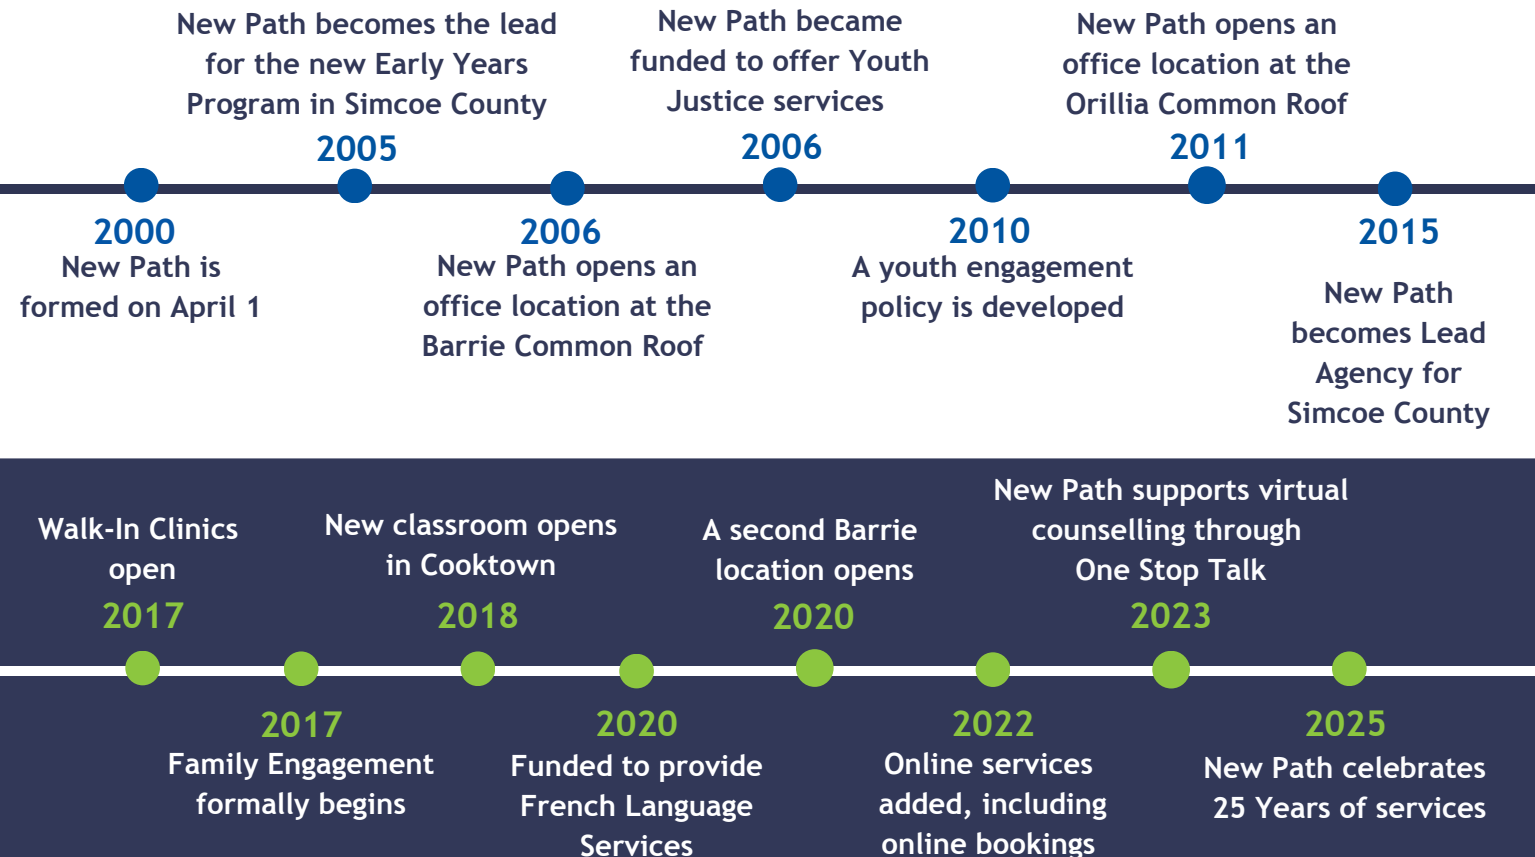 New Path is
formed on April 1
2000
New Path becomes the lead
for the new Early Years
Program in Simcoe County
2005
2006
New Path opens an
office location at the
Barrie Common Roof
New Path became
funded to offer Youth
Justice services
2006
2010
A youth engagement
policy is developed
New Path opens an
office location at the
Orillia Common Roof
2011
2015
New Path
becomes Lead
Agency for
Simcoe County
Walk-In Clinics
open
2017
2017
Family Engagement
formally begins
New classroom opens
in Cooktown
2018
2020
Funded to provide
French Language
Services
A second Barrie
location opens
2020
2022
Online services
added, including
online bookings
New Path supports virtual
counselling through
One Stop Talk
2023
2025
New Path celebrates
25 Years of services